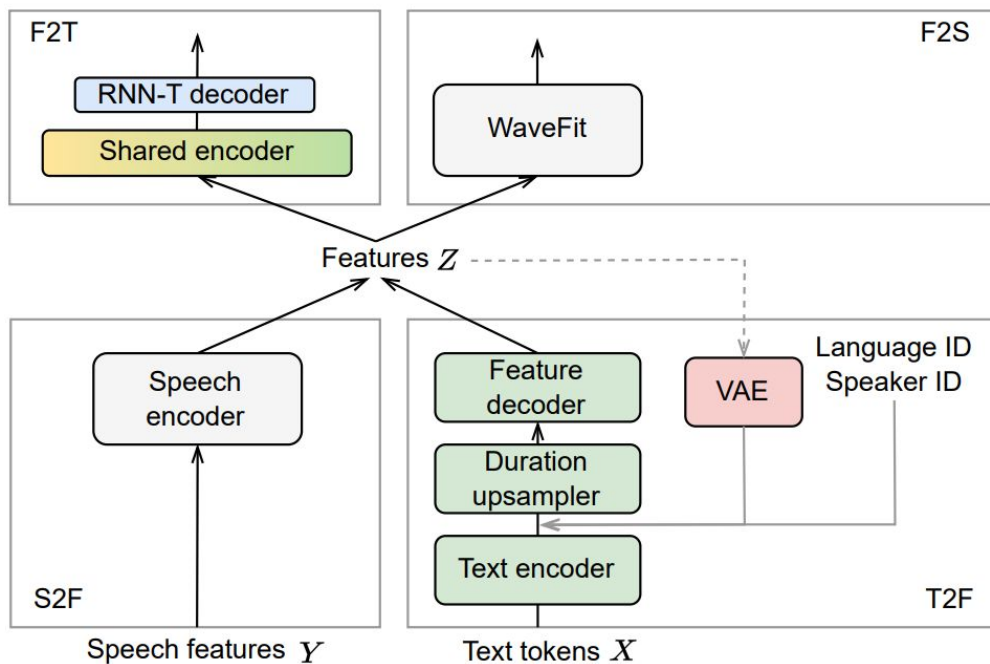 F2T
RNN-T decoder
Shared encoder
F2S
WaveFit
Features Z
Speech
encoder
S2F
Speech features Y
Feature
decoder
Duration
upsampler
Text encoder
VAE
Language ID
Speaker ID
T2F
Text tokens X